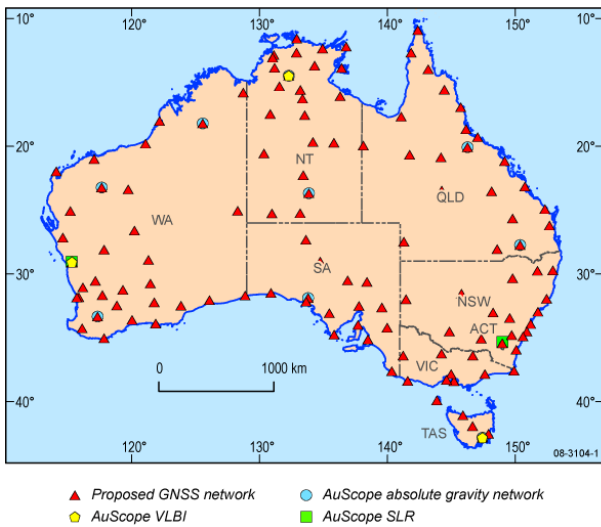 130° 140° 150°
10° 10°
20° 20°
30° 30°
40° 40°
NT
QLD
WA
SA
NSW
ACT
VIC
TAS
0 1000 km
120° 130° 140° 150°
08-3104-1
Proposed GNSS network AuScope absolute gravity network
AuScope VLBI AuScope SLR